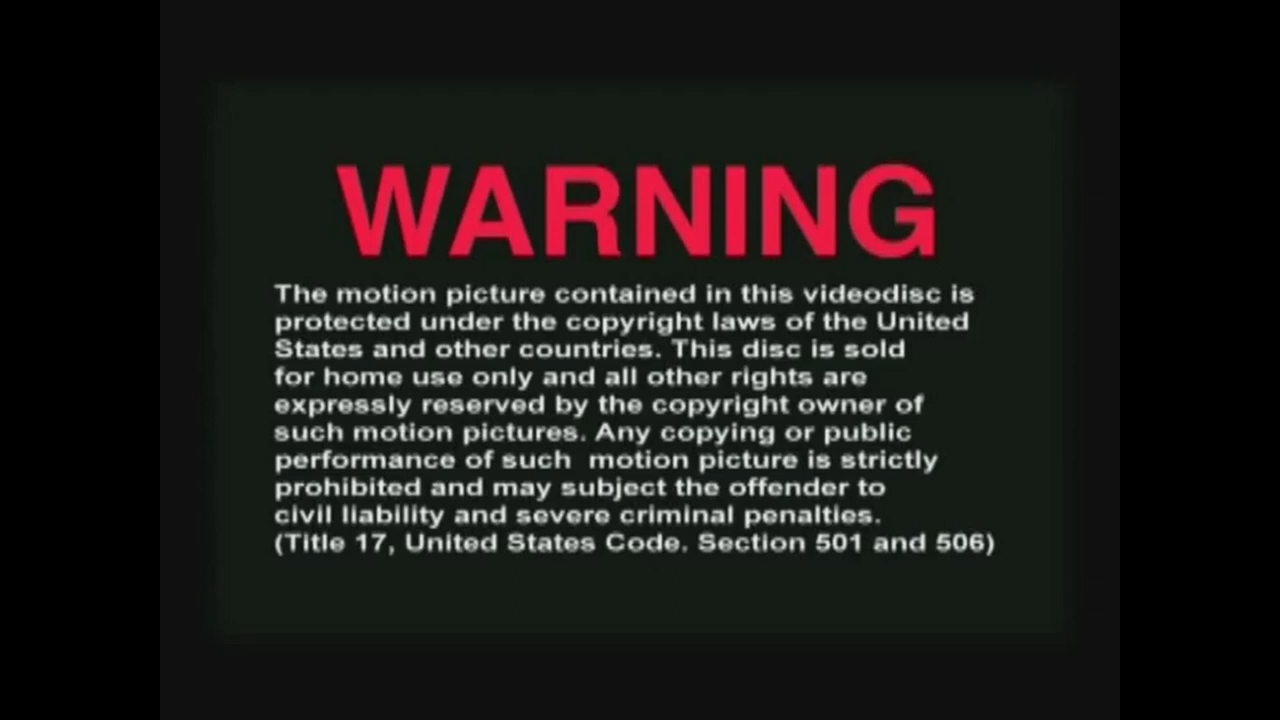 WARNING
The motion picture contained in this videodisc is
protected under the copyright laws of the United
States and other countries. This disc is sold
for home use only and all other rights are
expressly reserved by the copyright owner of
such motion pictures. Any copying or public
performance of such  motion picture is strictly
prohibited and may subject the offender to
civil liability and severe criminal penalties.
(Title 17, United States Code. Section 501 and 506)